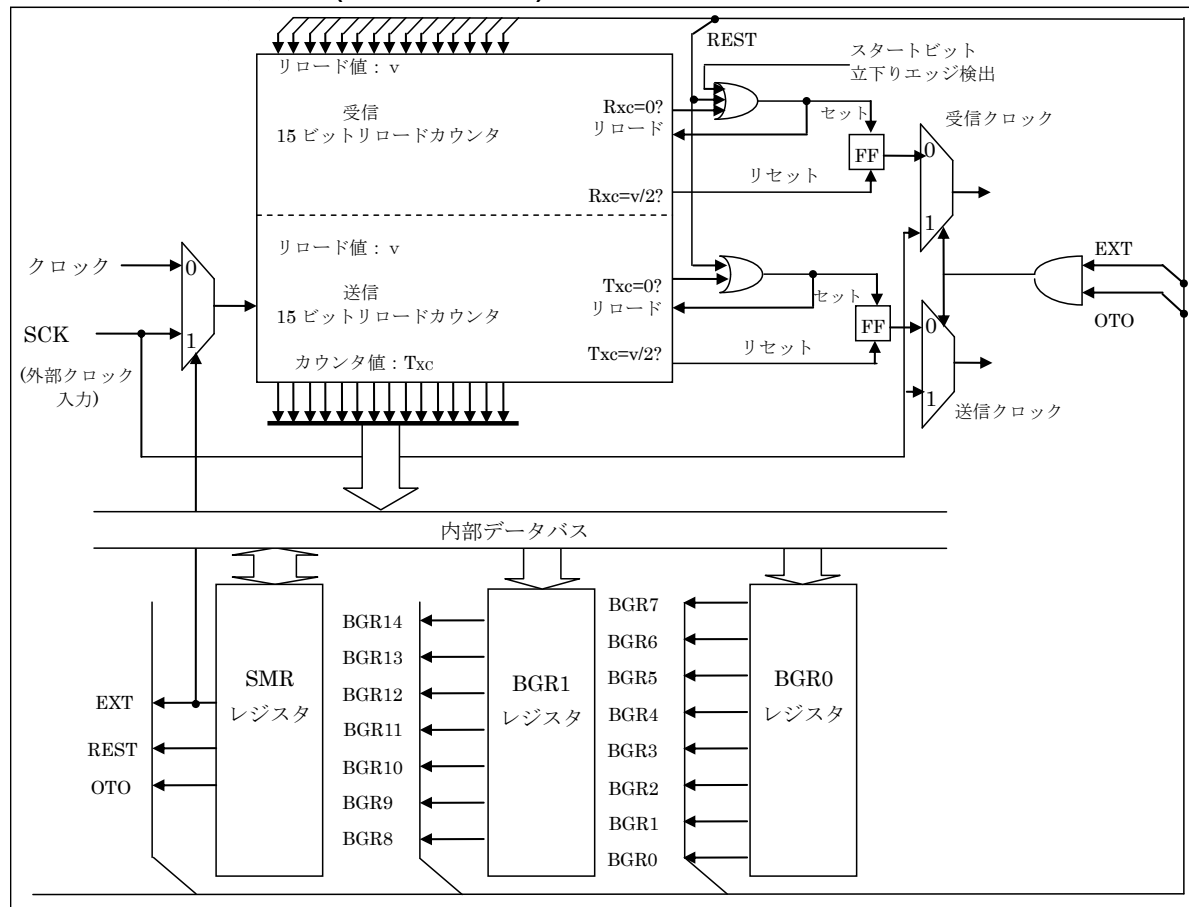 REST
スタートビット
立下りエッジ検出
リロード値：v
受信
15 ビットリロードカウンタ
Rxc=0?
リロード
セット
受信クロック
FF
0
リセット
Rxc=v/2?
1
リロード値：v
クロック
0
送信
15 ビットリロードカウンタ
Txc=0?
リロード
セット
EXT
OTO
SCK
1
FF
0
(外部クロック
入力)
カウンタ値：Txc
Txc=v/2?
リセット
1
送信クロック
内部データバス
SMR
レジスタ
EXT
REST
OTO
BGR14
BGR13
BGR12
BGR11
BGR10
BGR9
BGR8
BGR1
レジスタ
BGR7
BGR6
BGR5
BGR4
BGR3
BGR2
BGR1
BGR0
BGR0
レジスタ